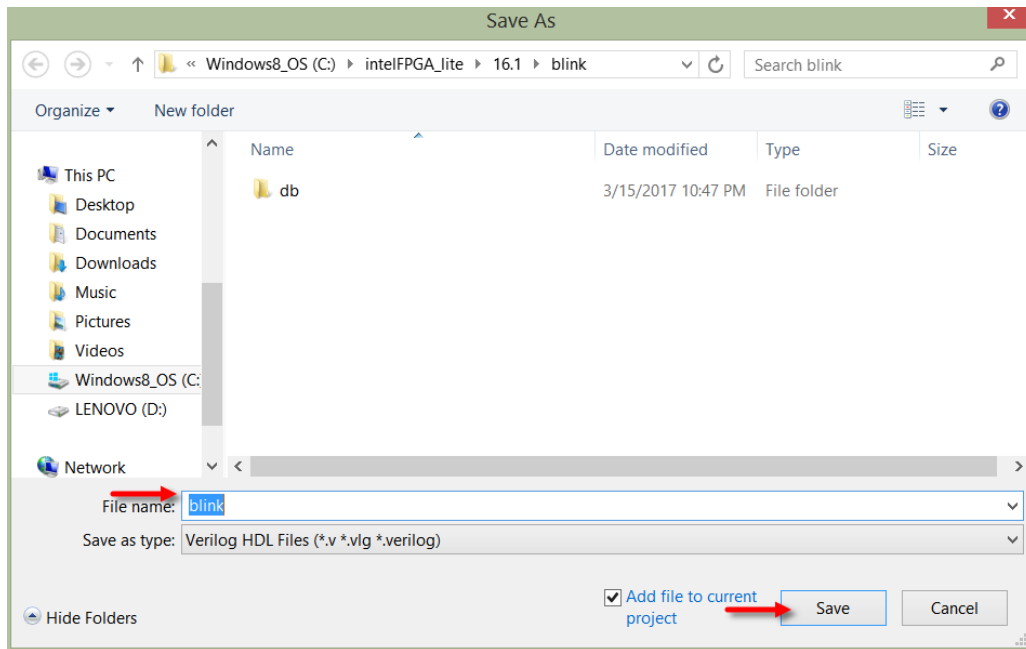 Save As
« Windows8_OS (C:) intelFPGA_lite 16.1 blink
Search blink
Organize New folder
Name Date modified Type Size
This PC
Desktop
Documents
Downloads
Music
Pictures
Videos
Windows8_OS (C:
LENOVO (D:)
Network
db 3/15/2017 10:47 PM File folder
File name: blink
Save as type: Verilog HDL Files (*.v *.vlg *.verilog)
Hide Folders
Add file to current
project
Save
Cancel